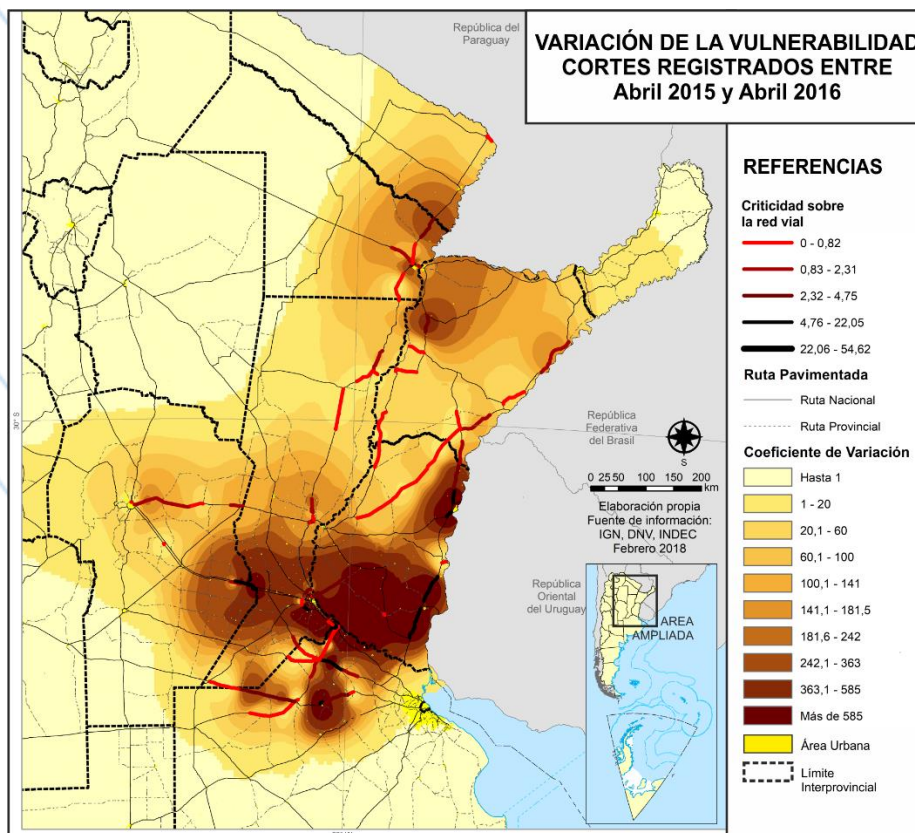 República del
Paraguay
VARIACIÓN DE LA VULNERABILIDAD
CORTES REGISTRADOS ENTRE
Abril 2015 y Abril 2016
REFERENCIAS
Criticidad sobre
la red vial
0 - 0,82
0,83 - 2,31
2,32 - 4,75
4,76 - 22,05
22,06 - 54,62
Ruta Pavimentada
Ruta Nacional
Ruta Provincial
Coeficiente de Variación
Hasta 1
1 - 20
20,1 - 60
60,1 - 100
100,1 - 141
141,1 - 181,5
181,6 - 242
242,1 - 363
363,1 - 585
Más de 585
Área Urbana
Límite
Interprovincial
30° S
República
Federativa
del Brasil
S
0 25 50 100 150 200
km
Elaboración propia
Fuente de información:
IGN, DNV, INDEC
Febrero 2018
República
Oriental
del Uruguay
AREA
AMPLIADA